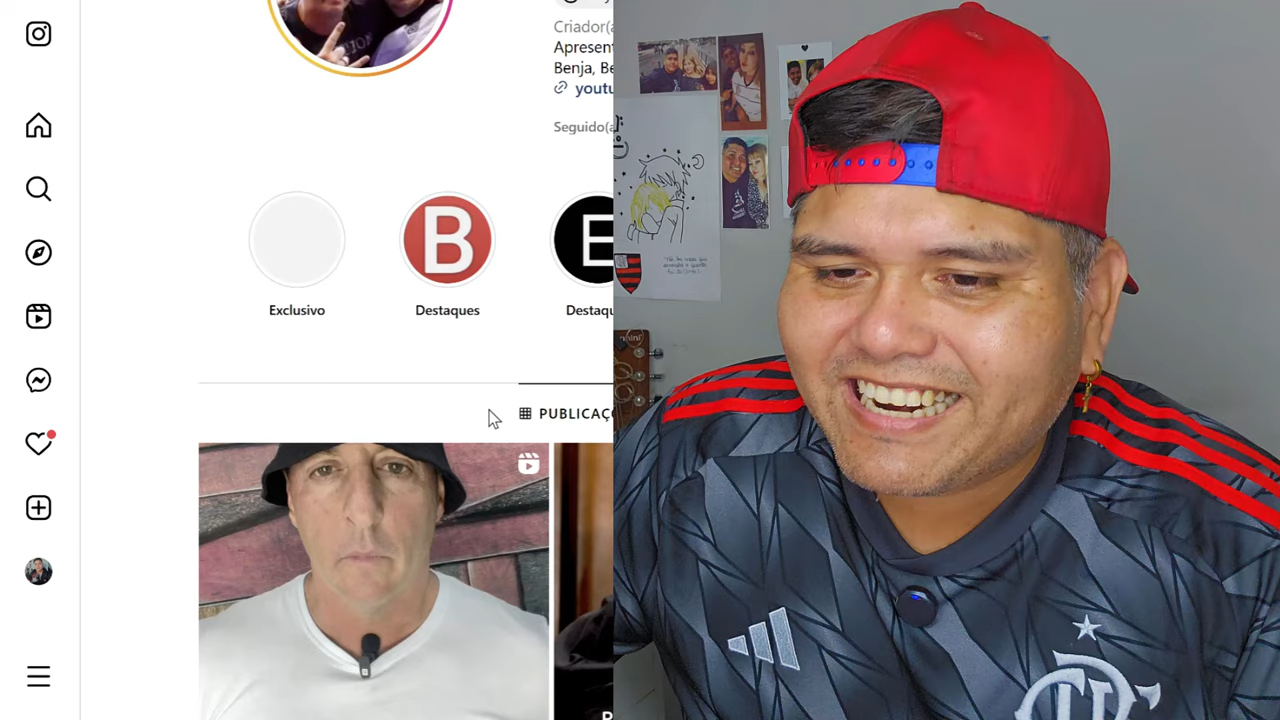 Criador(a
Apresent
Benja, Be
youtu
Seguido(a
B
E
Exclusivo
Destaques
Destaqu
PUBLICAÇ